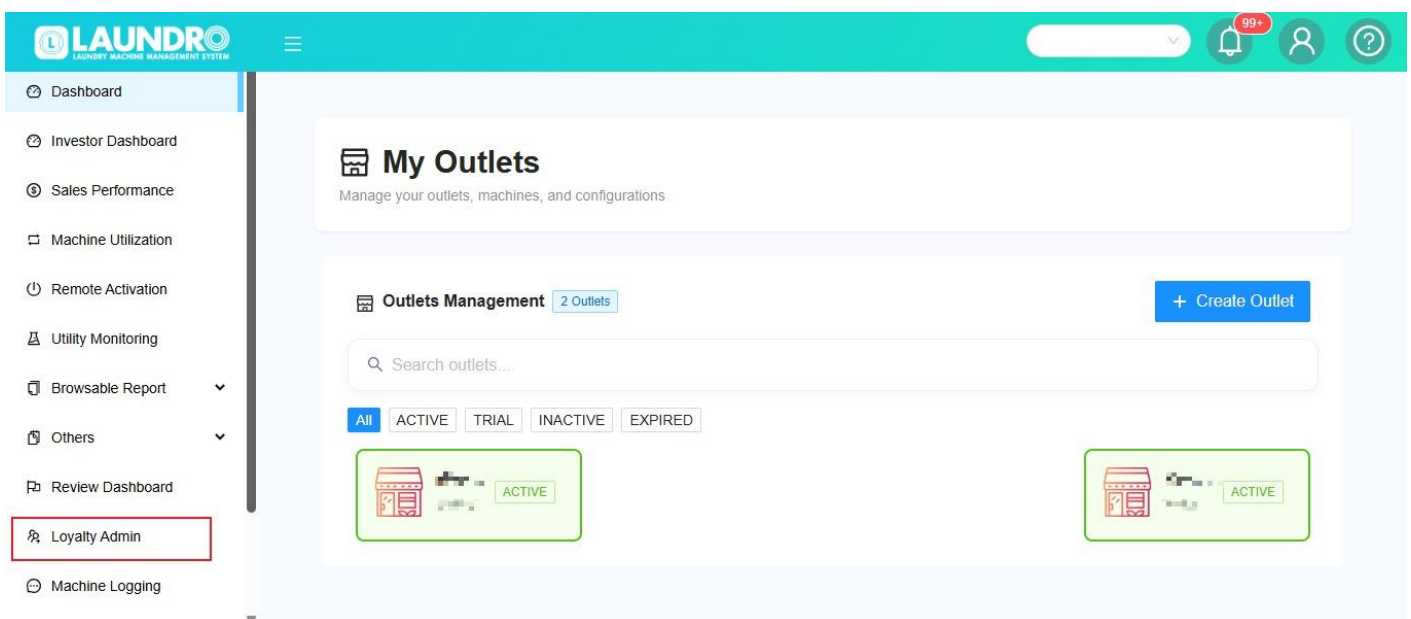 LAUNDRO
LAUNDRY MACHINE MANAGEMENT SYSTEM
99+
Dashboard
Investor Dashboard
Sales Performance
Machine Utilization
Remote Activation
Utility Monitoring
Browsable Report
Others
Review Dashboard
Loyalty Admin
Machine Logging
My Outlets
Manage your outlets, machines, and configurations
Outlets Management 2 Outlets
+ Create Outlet
Search outlets...
All ACTIVE TRIAL INACTIVE EXPIRED
ACTIVE
ACTIVE